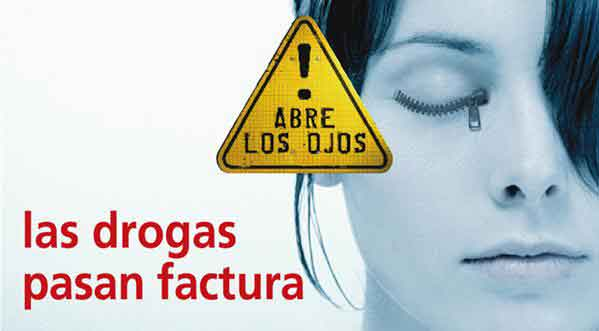 !
ABRE
LOS OJOS
las drogas
pasan factura